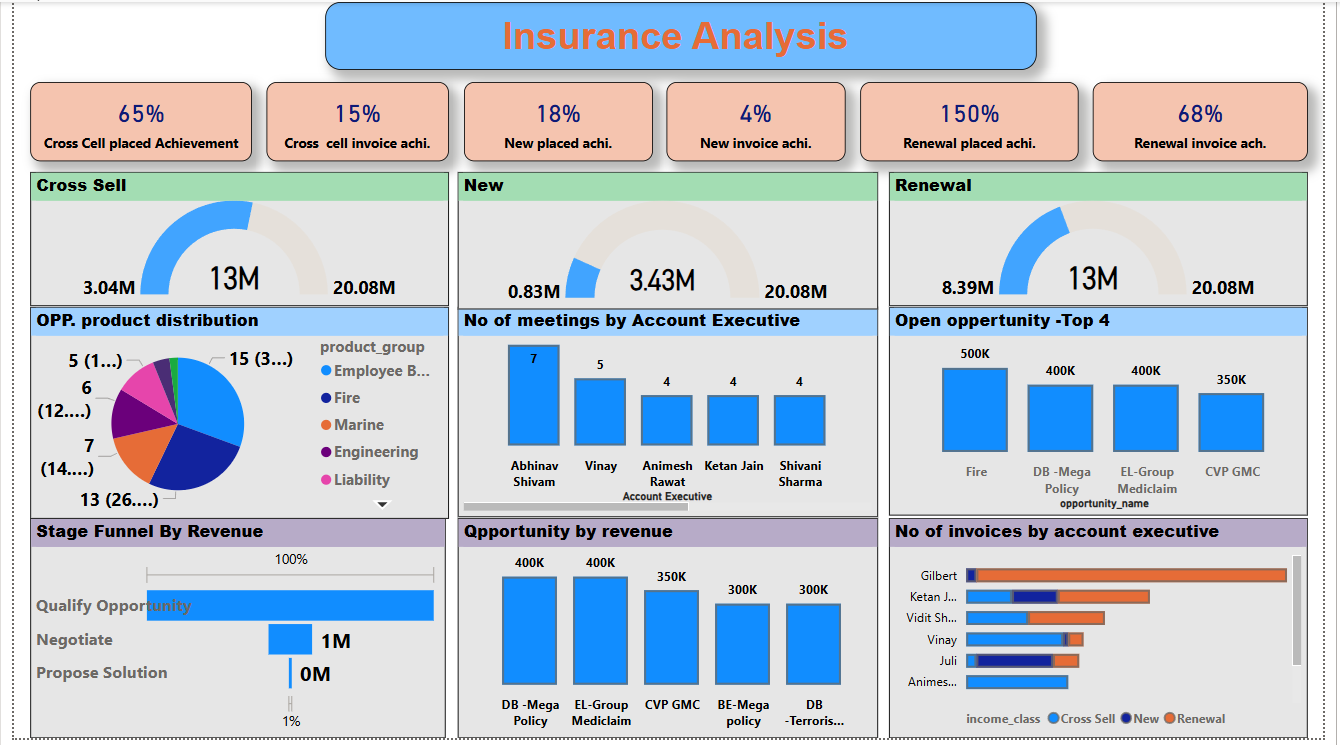 Insurance Analysis
65%
Cross Cell placed Achievement
15%
Cross cell invoice achi.
18%
New placed achi.
4%
New invoice achi.
150%
Renewal placed achi.
68%
Renewal invoice ach.
Cross Sell
3.04M
13M
20.08M
New
0.83M
3.43M
20.08M
Renewal
8.39M
13M
20.08M
OPP. product distribution
5 (1...)
15 (3...)
6
(12....)
7
(14....)
13 (26....)
product_group
Employee B...
Fire
Marine
Engineering
Liability
No of meetings by Account Executive
7
5
4
4
4
Abhinav
Shivam
Vinay
Animesh
Rawat
Ketan Jain
Shivani
Sharma
Account Executive
Open oppertunity -Top 4
500K
400K
400K
350K
Fire
DB -Mega
Policy
EL-Group
Mediclaim
CVP GMC
opportunity_name
Stage Funnel By Revenue
100%
Qualify Opportunity
Negotiate
1M
Propose Solution
0M
1%
Qpportunity by revenue
400K
400K
350K
300K
300K
DB -Mega
Policy
EL-Group
Mediclaim
CVP GMC
BE-Mega
policy
DB
-Terroris...
No of invoices by account executive
Gilbert
Ketan J...
Vidit Sh...
Vinay
Juli
Animes...
income_class Cross Sell New Renewal